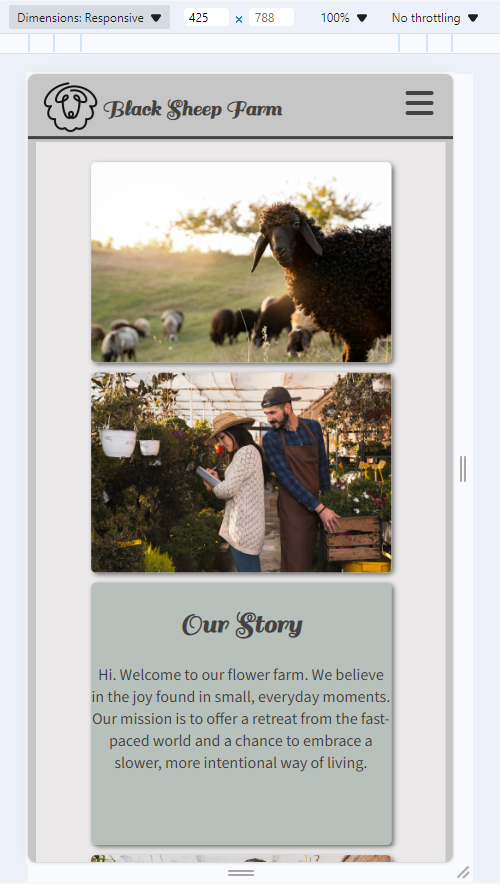 Dimensions: Responsive ▼ 425 × 788 100% ▼ No throttling ▼
Black Sheep Farm
Our Story
Hi. Welcome to our flower farm. We believe
in the joy found in small, everyday moments.
Our mission is to offer a retreat from the fast-
paced world and a chance to embrace a
slower, more intentional way of living.